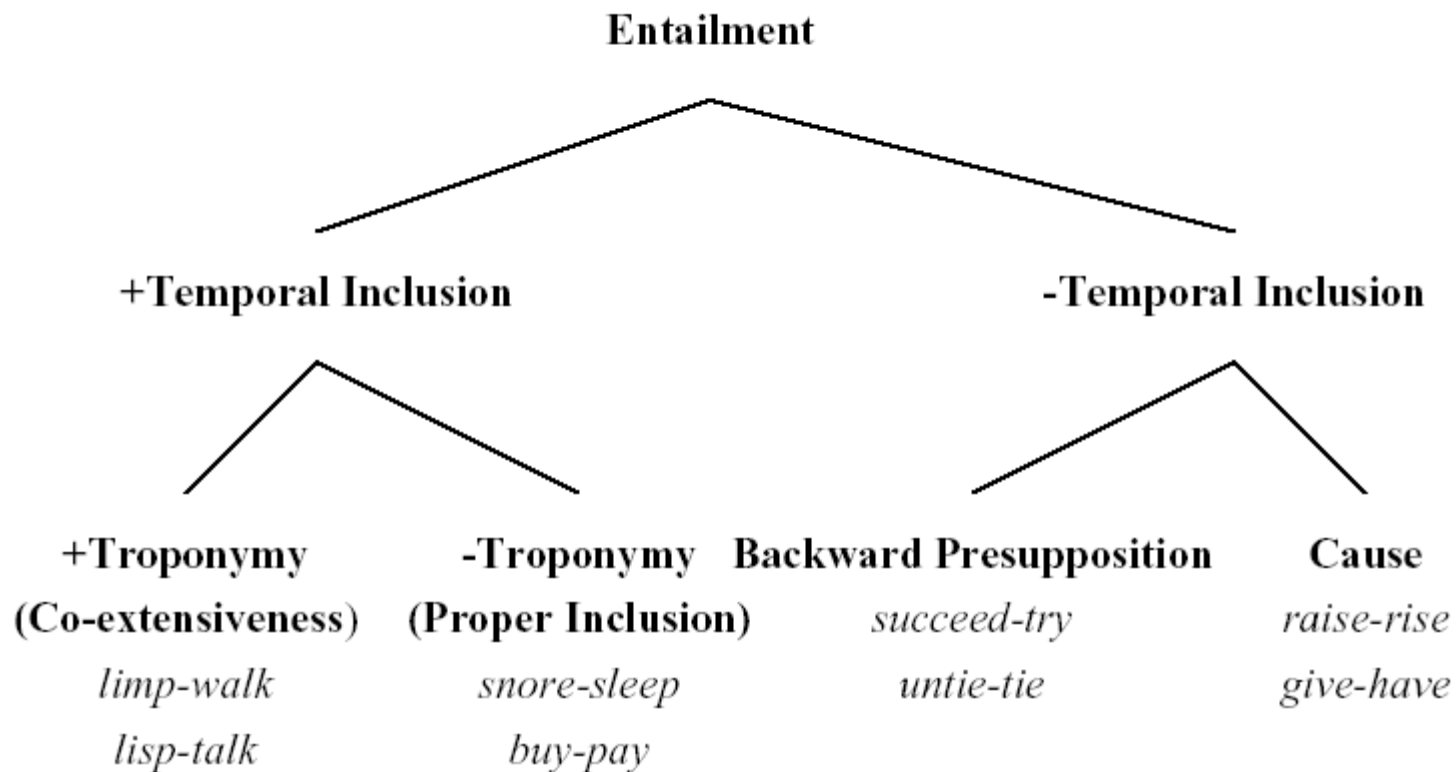 Entailment
+Temporal Inclusion -Temporal Inclusion
+Troponymy -Troponymy Backward Presupposition Cause
(Co-extensiveness) (Proper Inclusion) succeed-try raise-rise
limp-walk snore-sleep untie-tie give-have
lisp-talk buy-pay